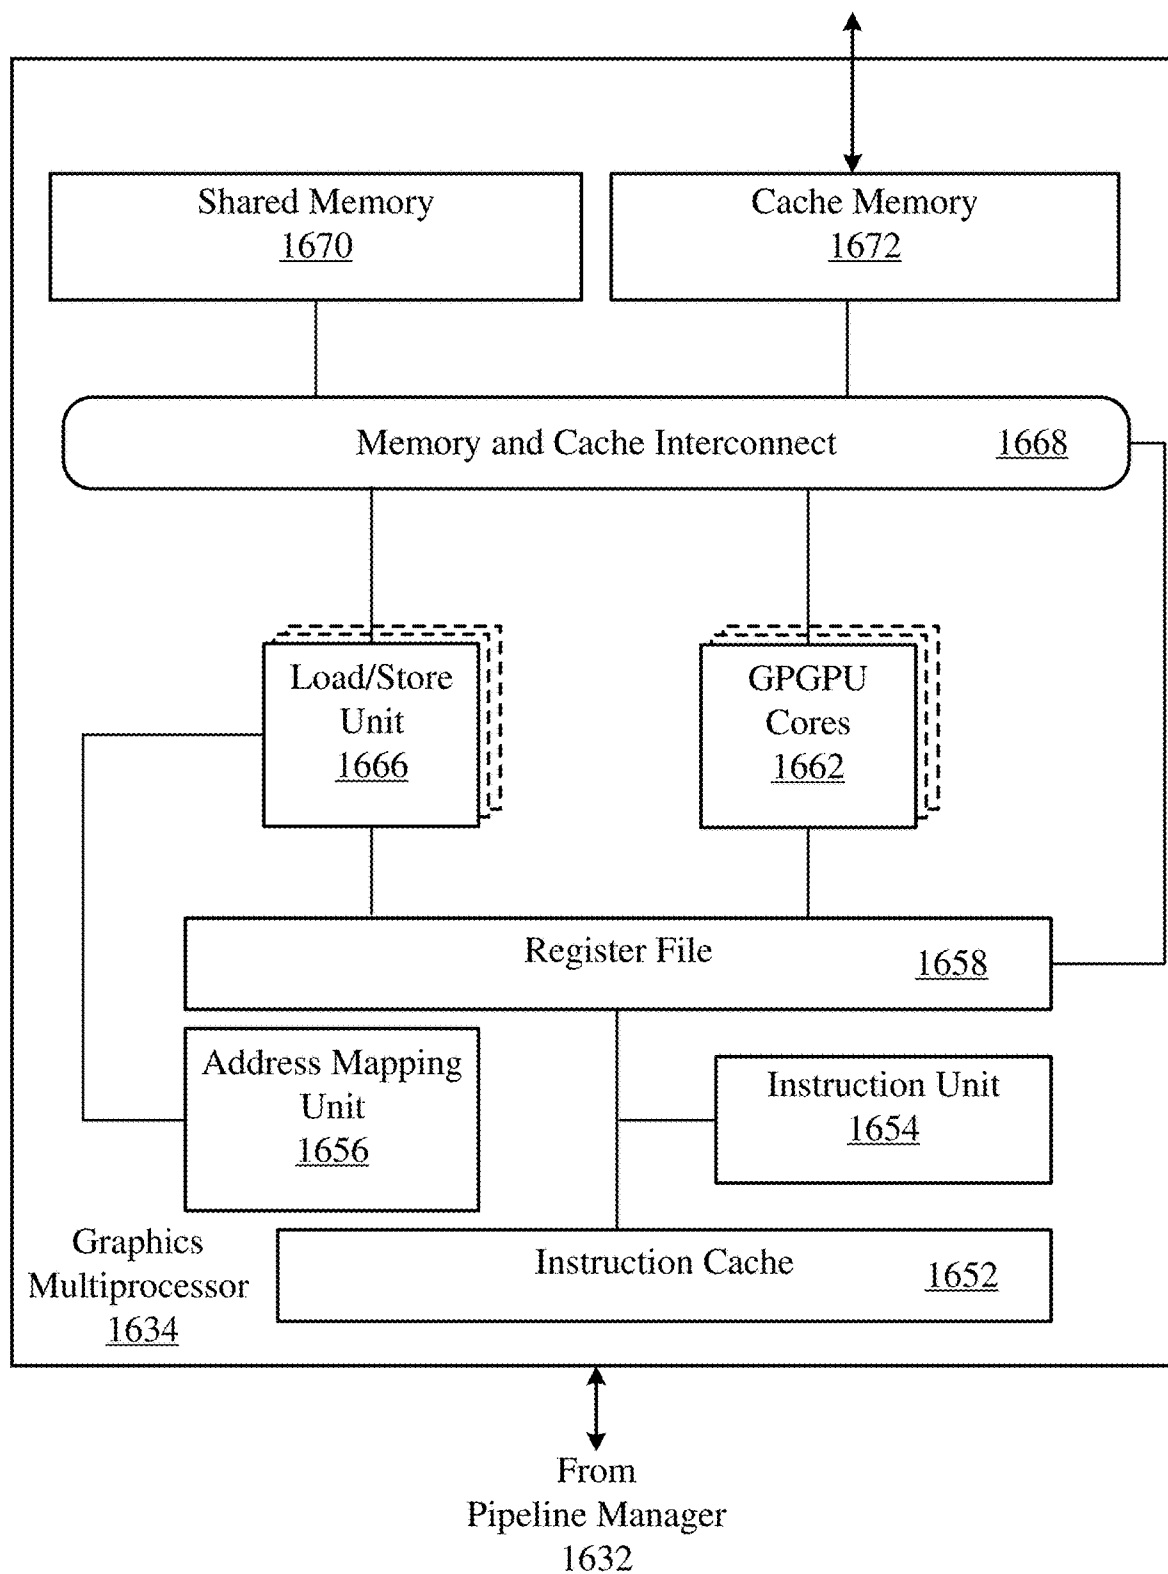 Shared Memory
1670
Cache Memory
1672
Memory and Cache Interconnect 1668
Load/Store
Unit
1666
GPGPU
Cores
1662
Register File 1658
Address Mapping
Unit
1656
Instruction Unit
1654
Graphics
Multiprocessor
1634
Instruction Cache 1652
From
Pipeline Manager
1632